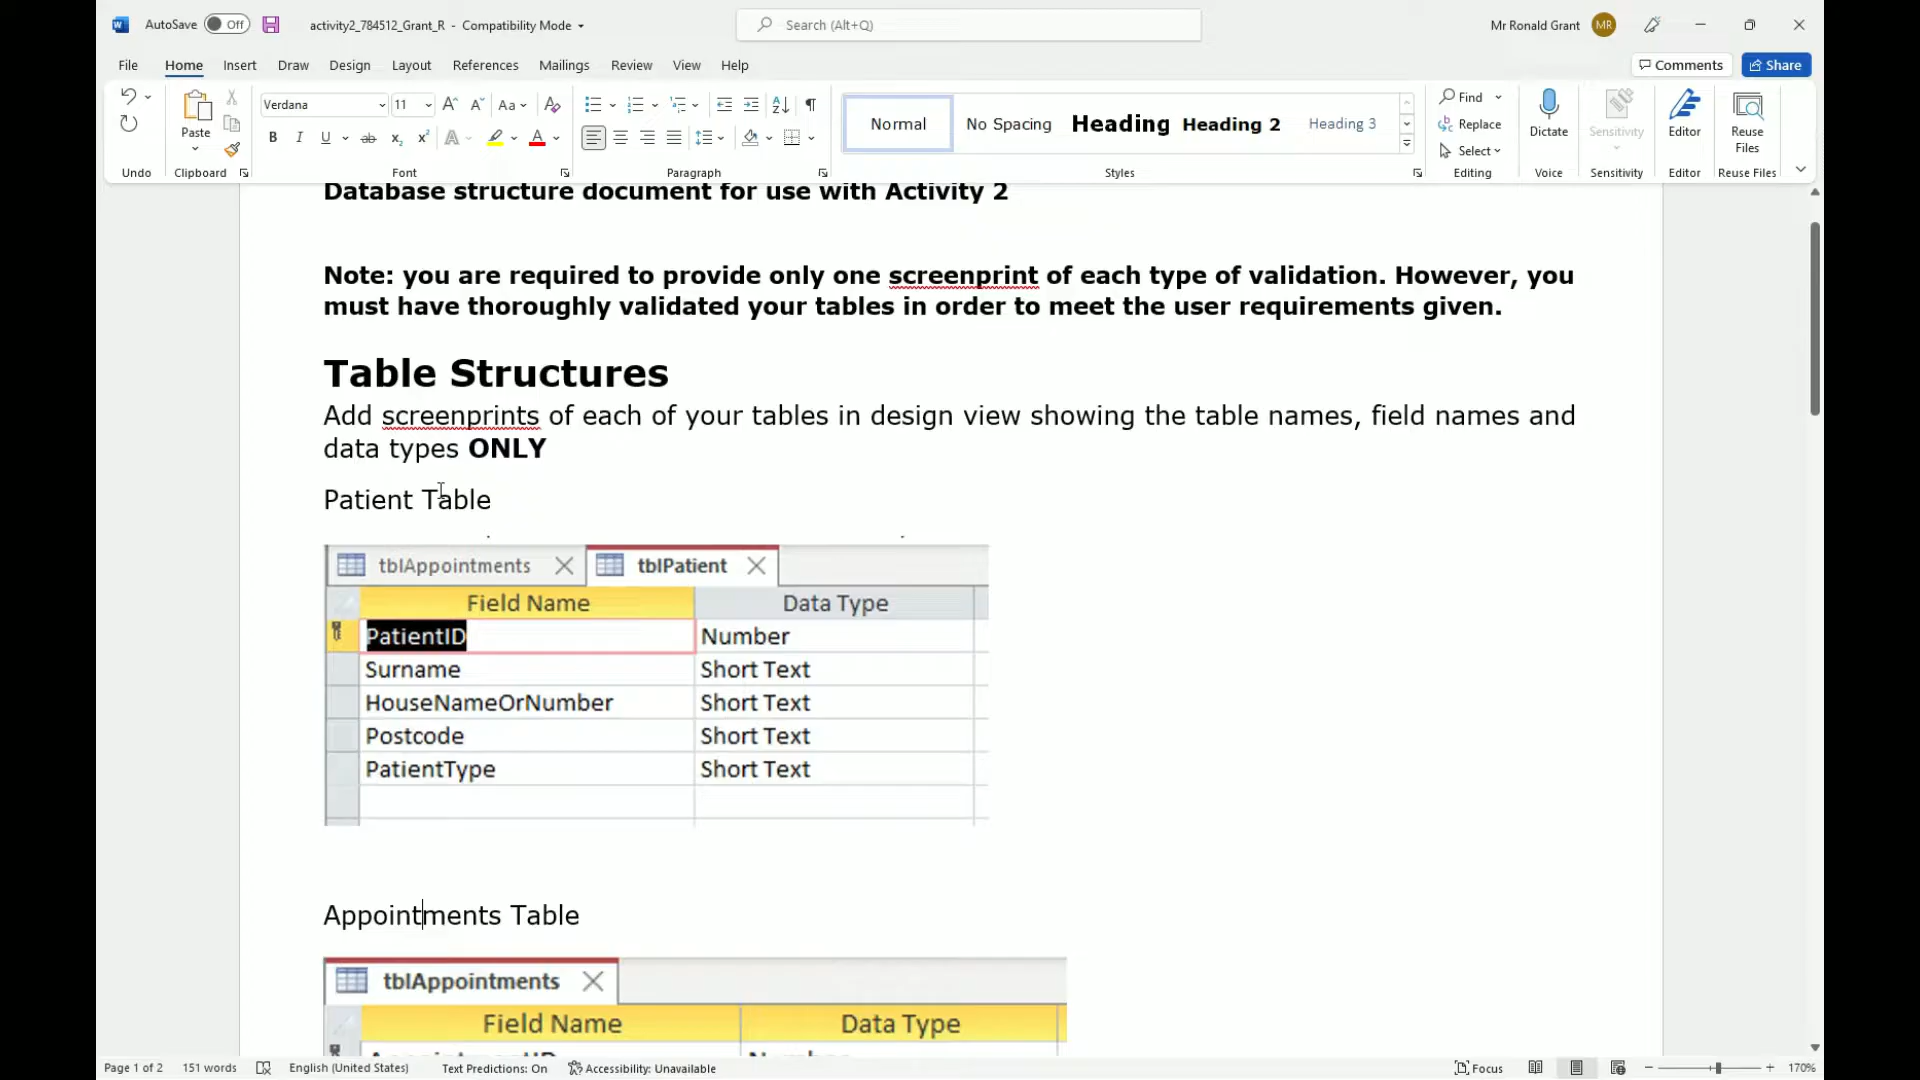 AutoSave Off activity2_784512_Grant_R - Compatibility Mode Search (Alt+Q) Mr Ronald Grant MR
File Home Insert Draw Design Layout References Mailings Review View Help Comments Share
Verdana 11 Aa Normal No Spacing Heading Heading 2 Heading 3 Find
Paste Replace Dictate Sensitivity Editor Reuse Files
B I U ab x₂ x² A A Select
Undo Clipboard Font Paragraph Styles Editing Voice Sensitivity Editor Reuse Files
Database structure document for use with Activity 2
Note: you are required to provide only one screenprint of each type of validation. However, you
must have thoroughly validated your tables in order to meet the user requirements given.
Table Structures
Add screenprints of each of your tables in design view showing the table names, field names and
data types ONLY
Patient Table
tblAppointments tblPatient
Field Name Data Type
PatientID Number
Surname Short Text
HouseNameOrNumber Short Text
Postcode Short Text
PatientType Short Text
Appointments Table
tblAppointments
Field Name Data Type
Page 1 of 2 151 words English (United States) Text Predictions: On Accessibility: Unavailable Focus 170%